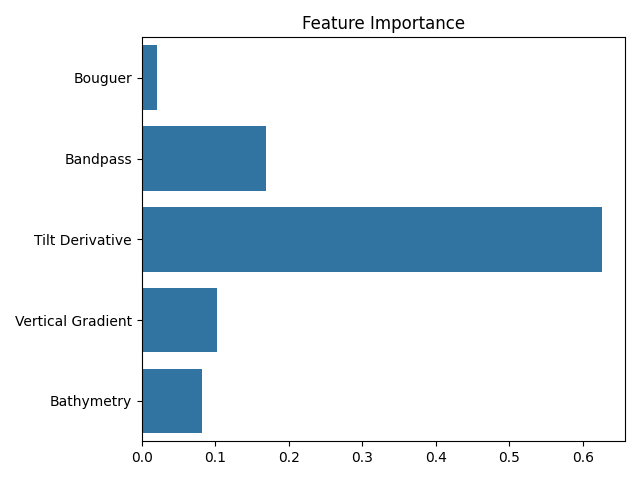 Feature Importance
Bouguer
Bandpass
Tilt Derivative
Vertical Gradient
Bathymetry
0.0 0.1 0.2 0.3 0.4 0.5 0.6